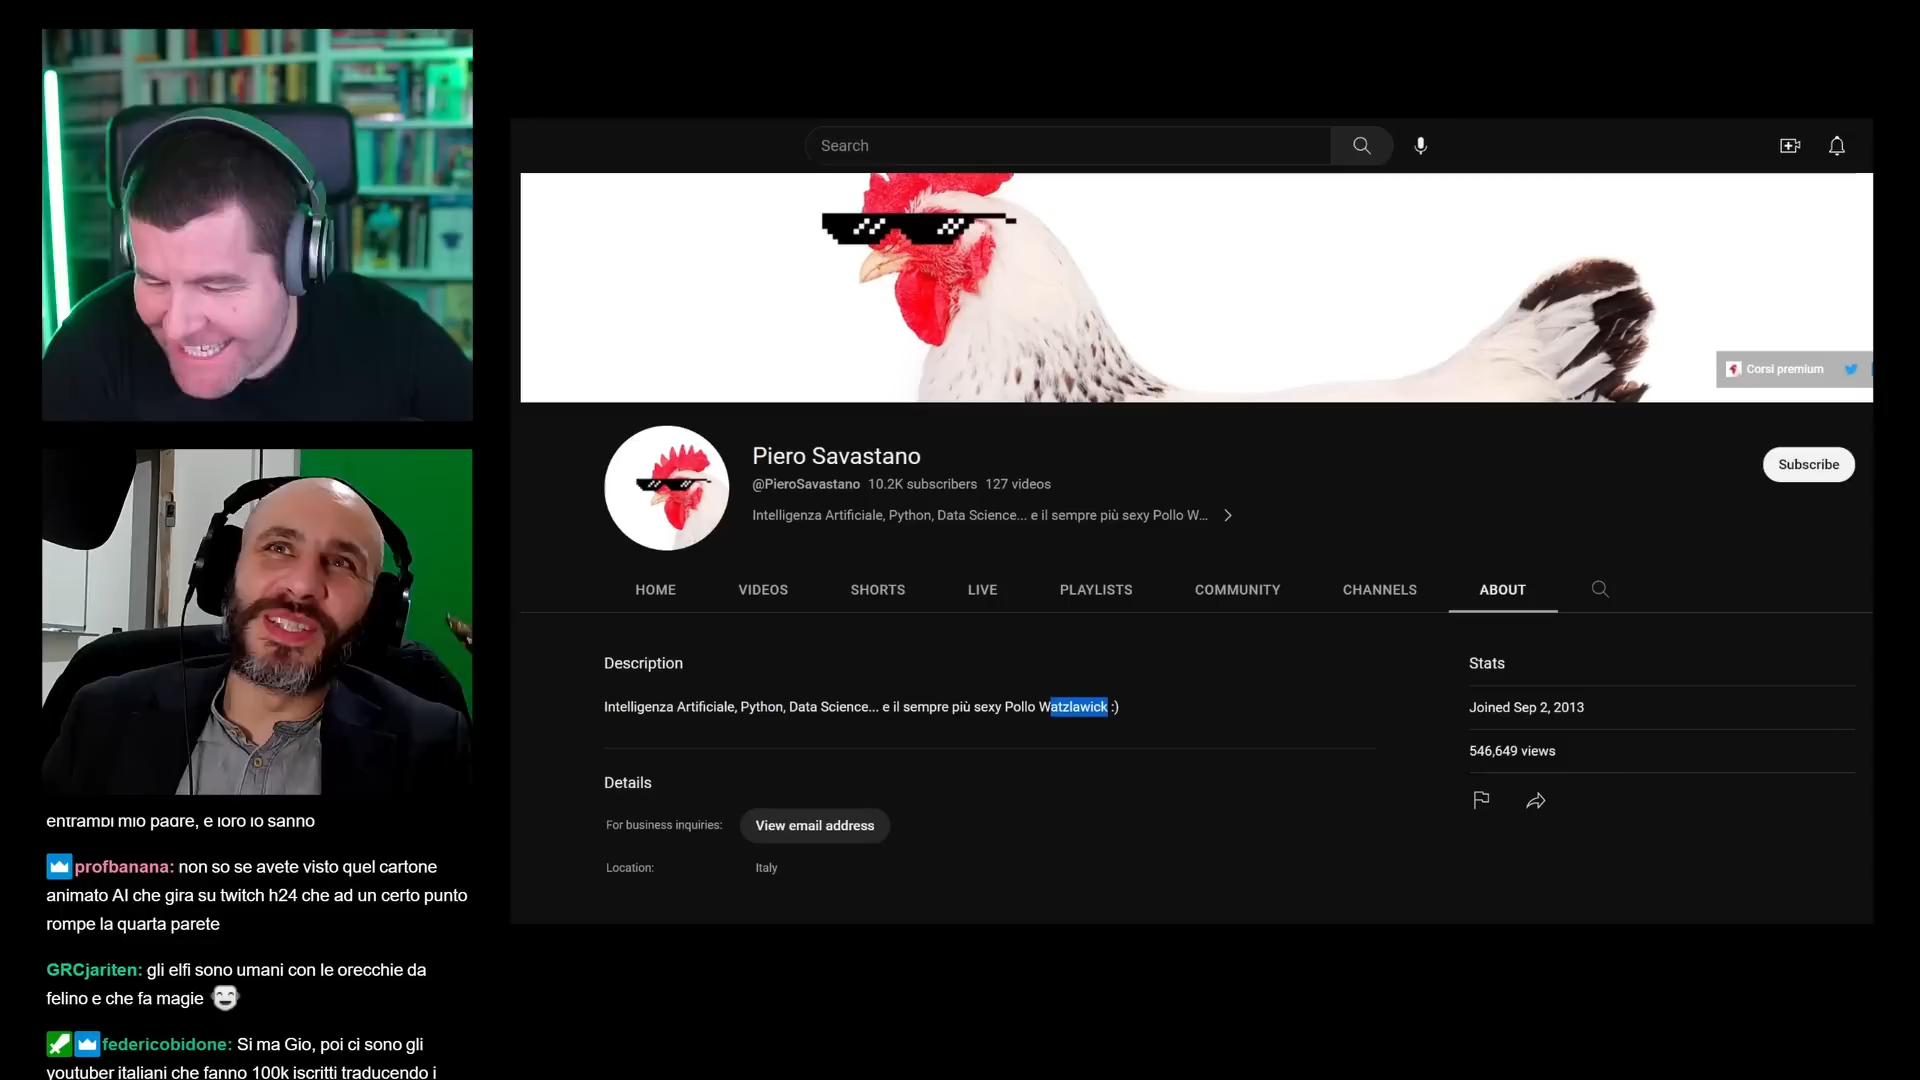 Search
Corsi premium
Piero Savastano
@PieroSavastano 10.2K subscribers 127 videos
Intelligenza Artificiale, Python, Data Science... e il sempre più sexy Pollo W...
Subscribe
HOME VIDEOS SHORTS LIVE PLAYLISTS COMMUNITY CHANNELS ABOUT
Description
Intelligenza Artificiale, Python, Data Science... e il sempre più sexy Pollo Watzlawick :)
Details
For business inquiries: View email address
Location: Italy
Stats
Joined Sep 2, 2013
546,649 views
entrambi mio padre, e loro lo sanno
profbanana: non so se avete visto quel cartone
animato AI che gira su twitch h24 che ad un certo punto
rompe la quarta parete
GRCjariten: gli elfi sono umani con le orecchie da
felino e che fa magie
federicobidone: Si ma Gio, poi ci sono gli
youtuber italiani che fanno 100k iscritti traducendo i